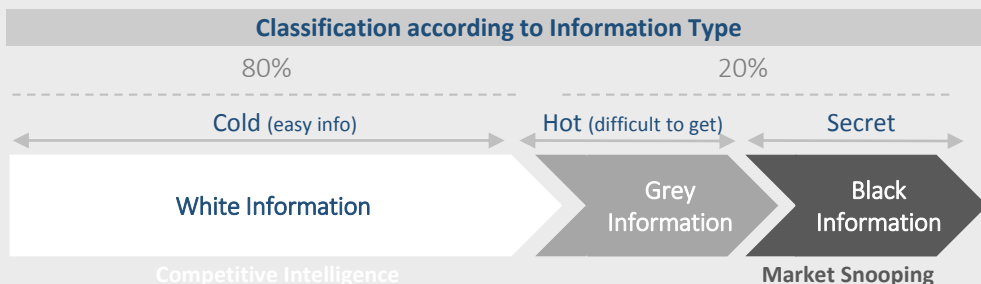 Classification according to Information Type
80% 20%
Cold (easy info) Hot (difficult to get) Secret
White Information
Grey
Information
Black
Information
Competitive Intelligence Market Snooping